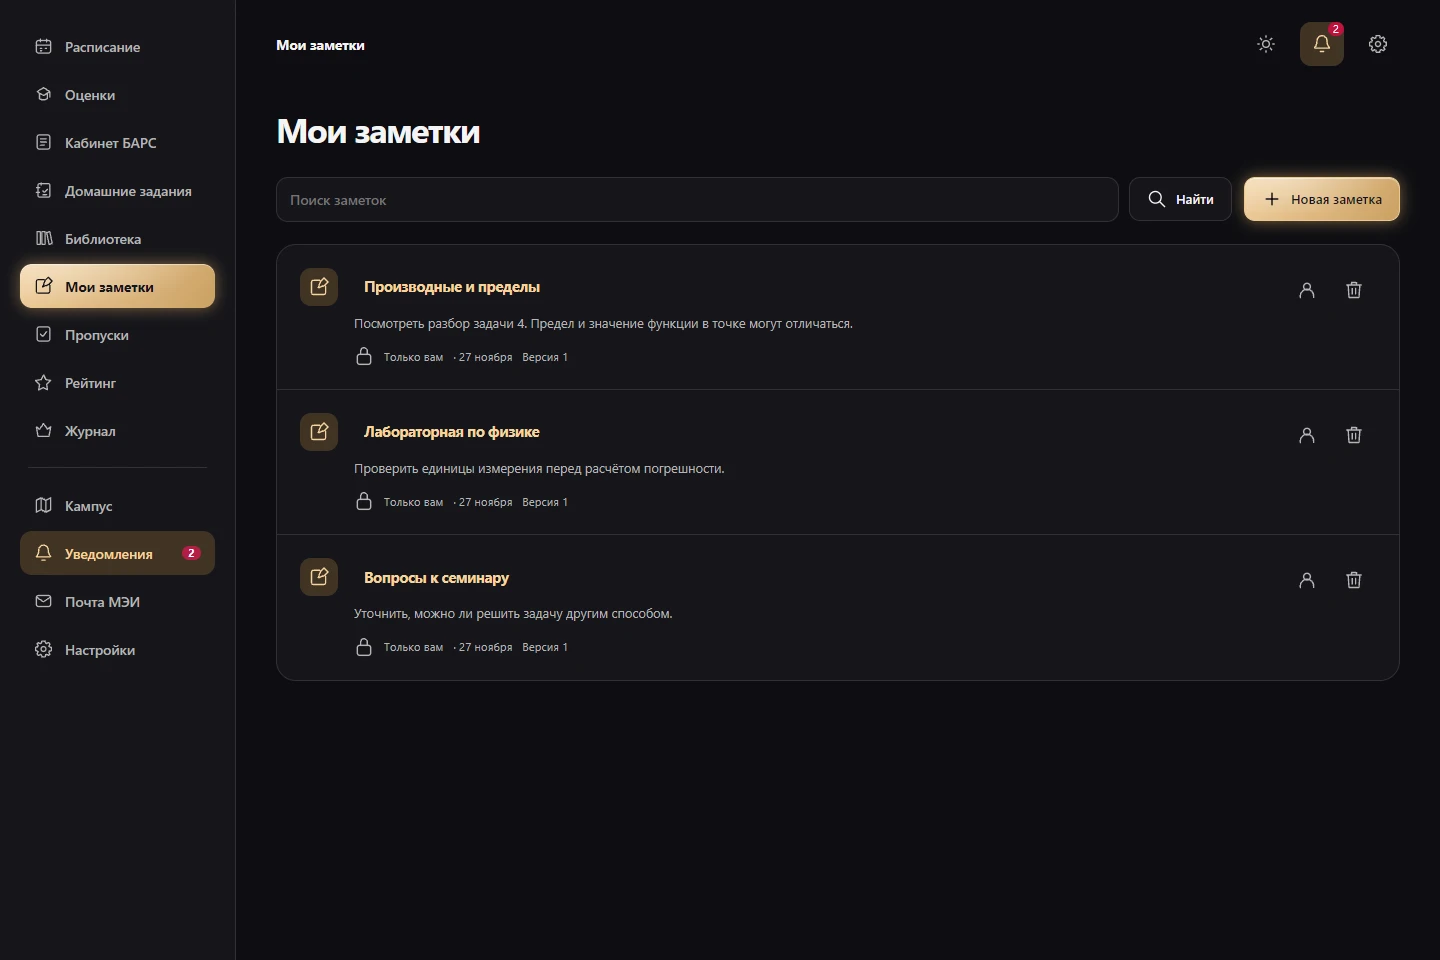 Расписание
Оценки
Кабинет БАРС
Домашние задания
Библиотека
Мои заметки
Пропуски
Рейтинг
Журнал
Кампус
Уведомления 2
Почта МЭИ
Настройки
Мои заметки
2
Мои заметки
Поиск заметок
Найти
Новая заметка
Производные и пределы
Посмотреть разбор задачи 4. Предел и значение функции в точке могут отличаться.
Только вам · 27 ноября Версия 1
Лабораторная по физике
Проверить единицы измерения перед расчётом погрешности.
Только вам · 27 ноября Версия 1
Вопросы к семинару
Уточнить, можно ли решить задачу другим способом.
Только вам · 27 ноября Версия 1